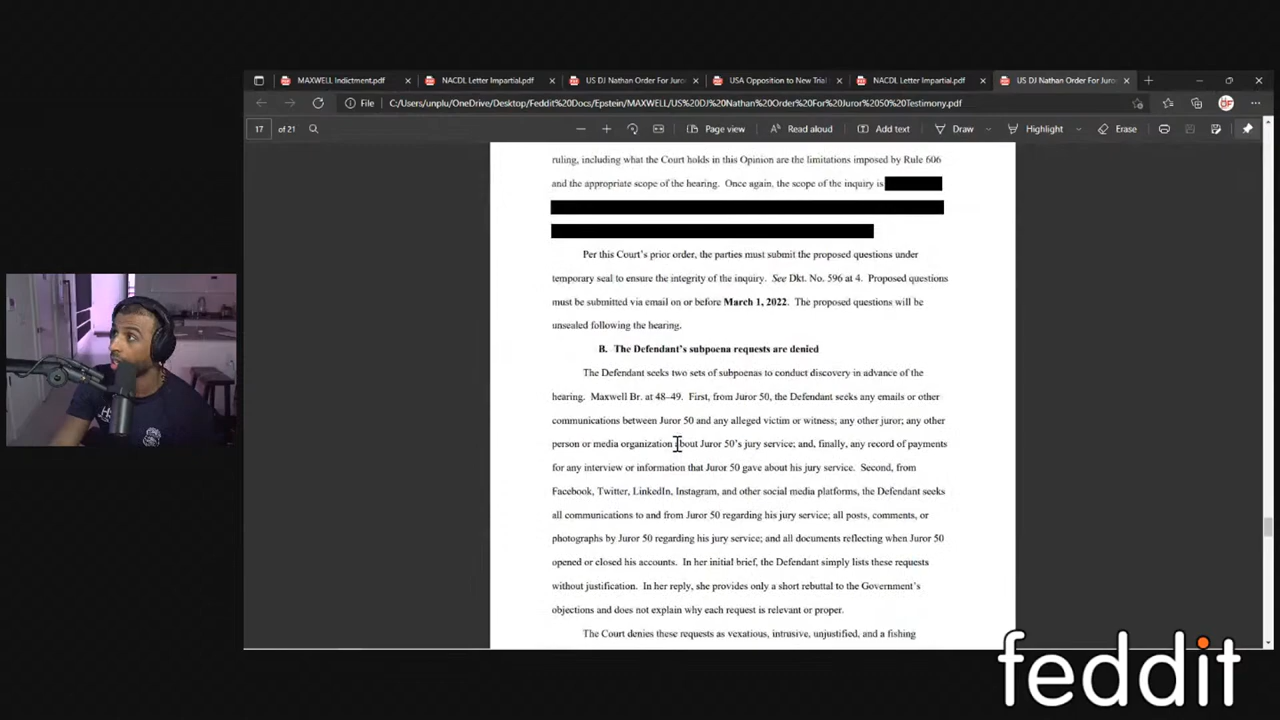 MAXWELL Indictment.pdf
NACDL Letter Impartial.pdf
US DJ Nathan Order For Juror
USA Opposition to New Trial
NACDL Letter Impartial.pdf
US DJ Nathan Order For Juror
File C:/Users/unplu/OneDrive/Desktop/Feddit%20Docs/Epstein/MAXWELL/US%20DJ%20Nathan%20Order%20For%20Juror%2050%20Testimony.pdf
17 of 21 Page view Read aloud Add text Draw Highlight Erase
ruling, including what the Court holds in this Opinion are the limitations imposed by Rule 606
and the appropriate scope of the hearing. Once again, the scope of the inquiry is
Per this Court's prior order, the parties must submit the proposed questions under
temporary seal to ensure the integrity of the inquiry. See Dkt. No. 596 at 4. Proposed questions
must be submitted via email on or before March 1, 2022. The proposed questions will be
unsealed following the hearing.
B. The Defendant's subpoena requests are denied
The Defendant seeks two sets of subpoenas to conduct discovery in advance of the
hearing. Maxwell Br. at 48–49. First, from Juror 50, the Defendant seeks any emails or other
communications between Juror 50 and any alleged victim or witness; any other juror; any other
person or media organization about Juror 50's jury service; and, finally, any record of payments
for any interview or information that Juror 50 gave about his jury service. Second, from
Facebook, Twitter, LinkedIn, Instagram, and other social media platforms, the Defendant seeks
all communications to and from Juror 50 regarding his jury service; all posts, comments, or
photographs by Juror 50 regarding his jury service; and all documents reflecting when Juror 50
opened or closed his accounts. In her initial brief, the Defendant simply lists these requests
without justification. In her reply, she provides only a short rebuttal to the Government's
objections and does not explain why each request is relevant or proper.
The Court denies these requests as vexatious, intrusive, unjustified, and a fishing
feddit